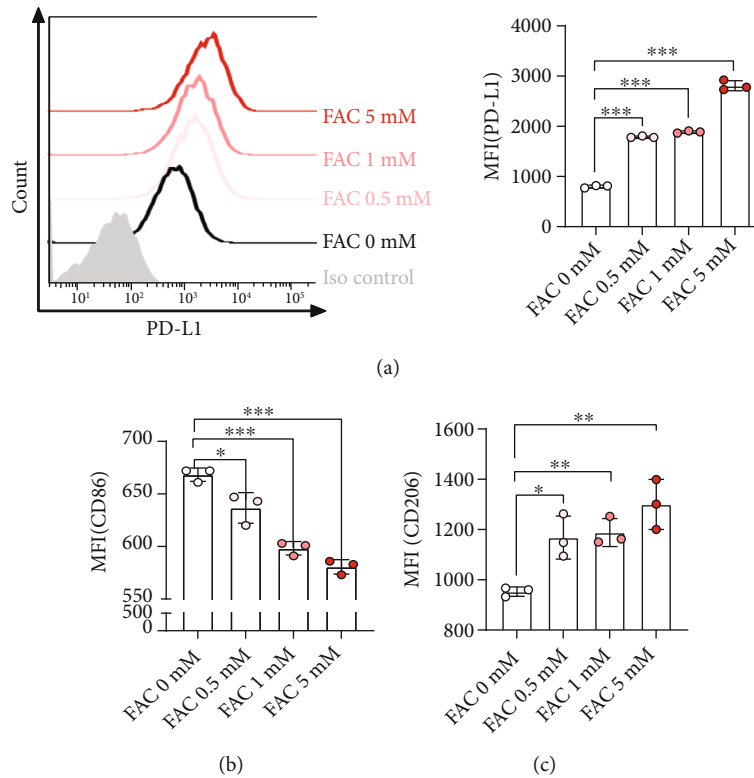 Count
FAC 5 mM
FAC 1 mM
FAC 0.5 mM
FAC 0 mM
Iso control
10¹ 10² 10³ 10⁴ 10⁵
PD-L1
MFI(PD-L1)
4000
3000
2000
1000
0
***
***
***
FAC 0 mM
FAC 0.5 mM
FAC 1 mM
FAC 5 mM
(a)
MFI(CD86)
700
650
600
550
500
0
***
***
*
FAC 0 mM
FAC 0.5 mM
FAC 1 mM
FAC 5 mM
(b)
MFI (CD206)
1600
1400
1200
1000
800
**
**
*
FAC 0 mM
FAC 0.5 mM
FAC 1 mM
FAC 5 mM
(c)